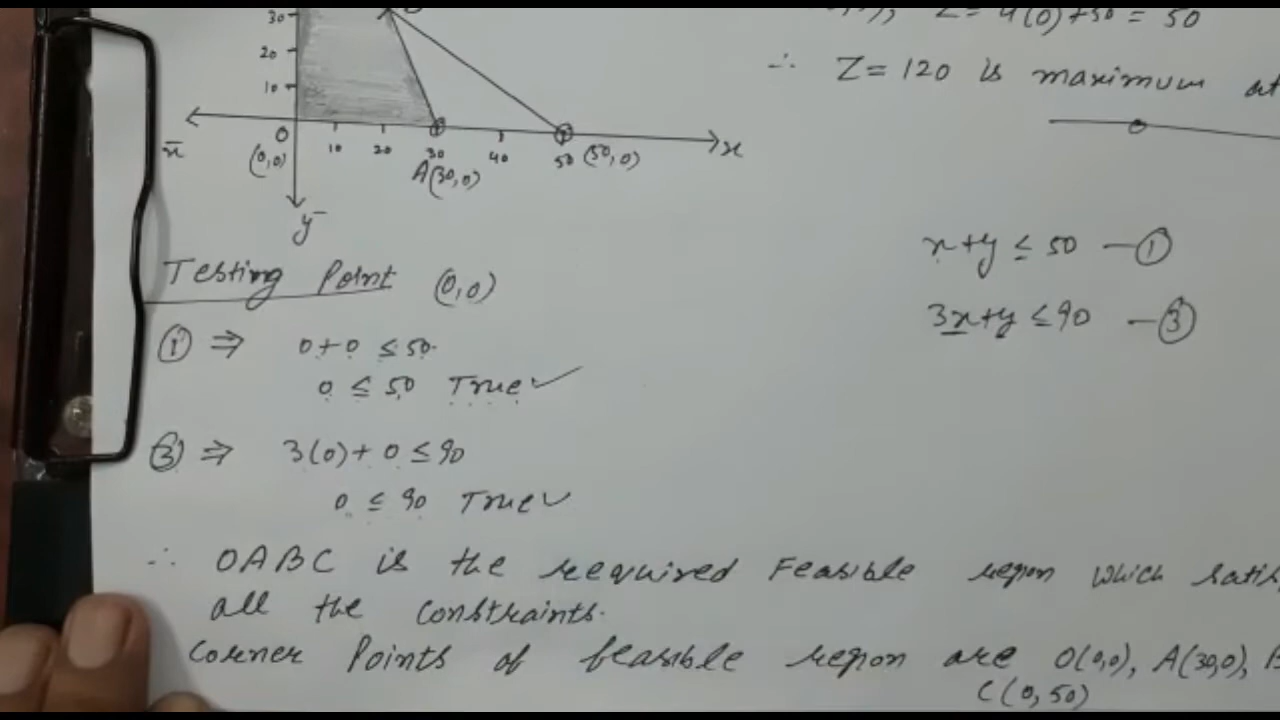 30
20
10
x̄
O
(0,0)
10 20 30 40 50 (50,0) x
A(30,0)
y⁻
Z = 4(0)+50 = 50
∴ Z = 120 is maximum at
x+y ≤ 50 —①
3x+y ≤ 90 —③
Testing Point (0,0)
① ⇒ 0+0 ≤ 50.
0 ≤ 50 True✓
③ ⇒ 3(0)+ 0 ≤ 90
0 ≤ 90 True✓
∴ OABC is the required Feasible region which satis
all the constraints.
Corner Points of feasible region are O(0,0), A(30,0), B
C(0,50)